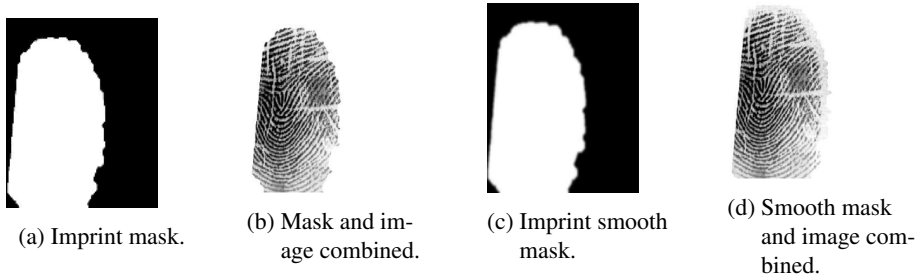 (a) Imprint mask.
(b) Mask and im-
age combined.
(c) Imprint smooth
mask.
(d) Smooth mask
and image com-
bined.